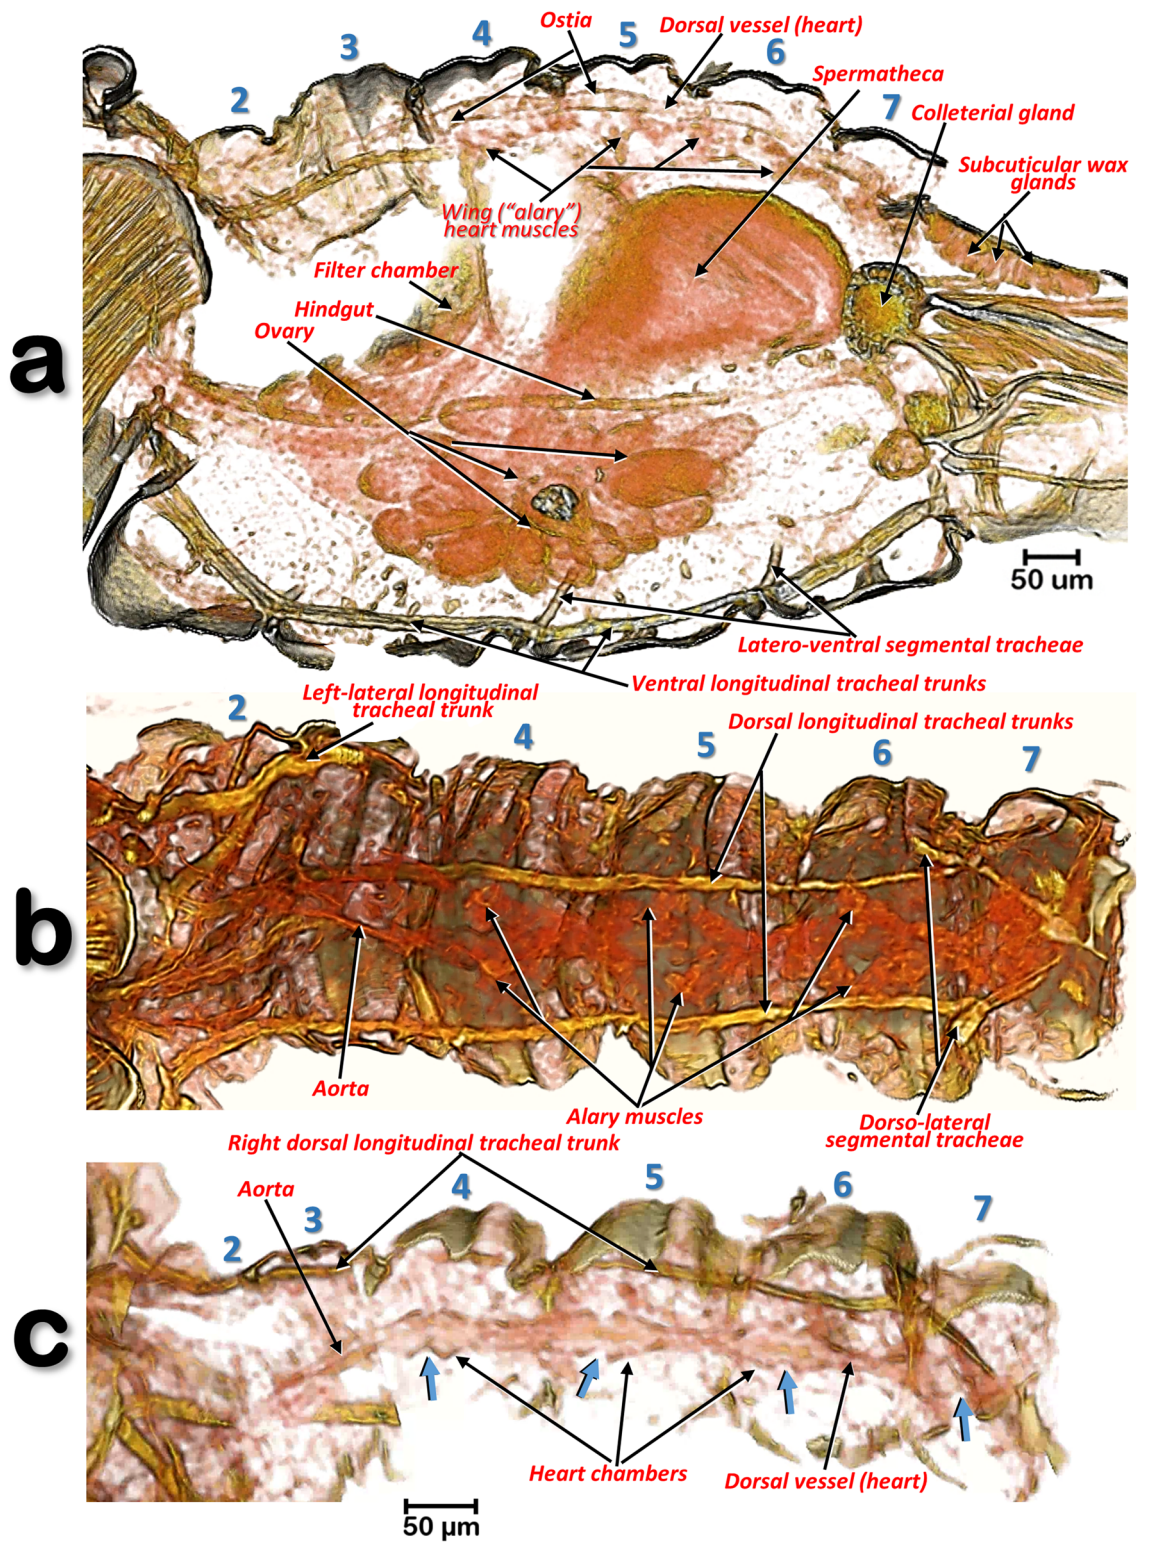 Ostia
Dorsal vessel (heart)
2
3
4
5
6
7
Spermatheca
Colleterial gland
Subcuticular wax
glands
Wing (“alary”)
heart muscles
Filter chamber
Hindgut
Ovary
a
50 um
Latero-ventral segmental tracheae
Ventral longitudinal tracheal trunks
Left-lateral longitudinal
tracheal trunk
Dorsal longitudinal tracheal trunks
2
4
5
6
7
b
Aorta
Alary muscles
Dorso-lateral
segmental tracheae
Right dorsal longitudinal tracheal trunk
Aorta
2
3
4
5
6
7
c
Heart chambers
Dorsal vessel (heart)
50 µm